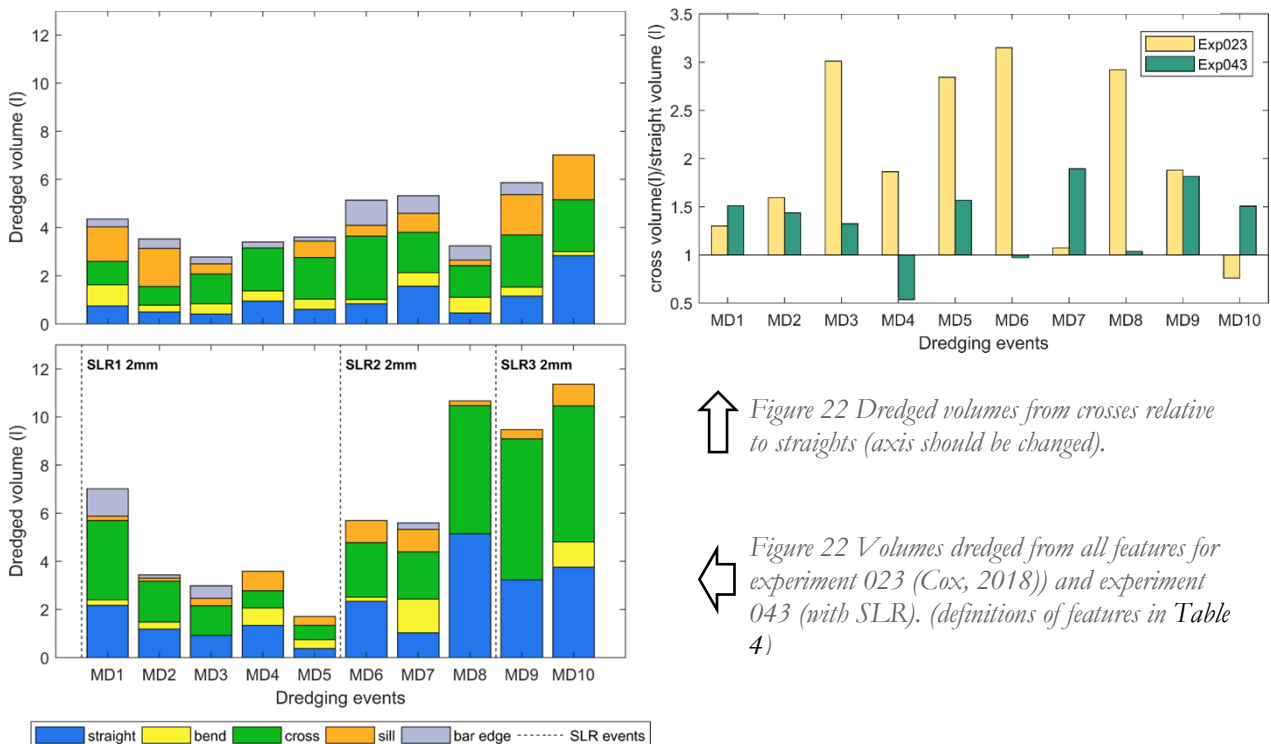 12
10
8
6
4
2
0
Dredged volume (l)
SLR1 2mm
SLR2 2mm
SLR3 2mm
12
10
8
6
4
2
0
Dredged volume (l)
MD1 MD2 MD3 MD4 MD5 MD6 MD7 MD8 MD9 MD10
Dredging events
straight bend cross sill bar edge SLR events
3.5
3
2.5
2
1.5
1
0.5
cross volume(l)/straight volume (l)
Exp023
Exp043
MD1 MD2 MD3 MD4 MD5 MD6 MD7 MD8 MD9 MD10
Dredging events
Figure 22 Dredged volumes from crosses relative
to straights (axis should be changed).
Figure 22 Volumes dredged from all features for
experiment 023 (Cox, 2018)) and experiment
043 (with SLR). (definitions of features in Table
4)